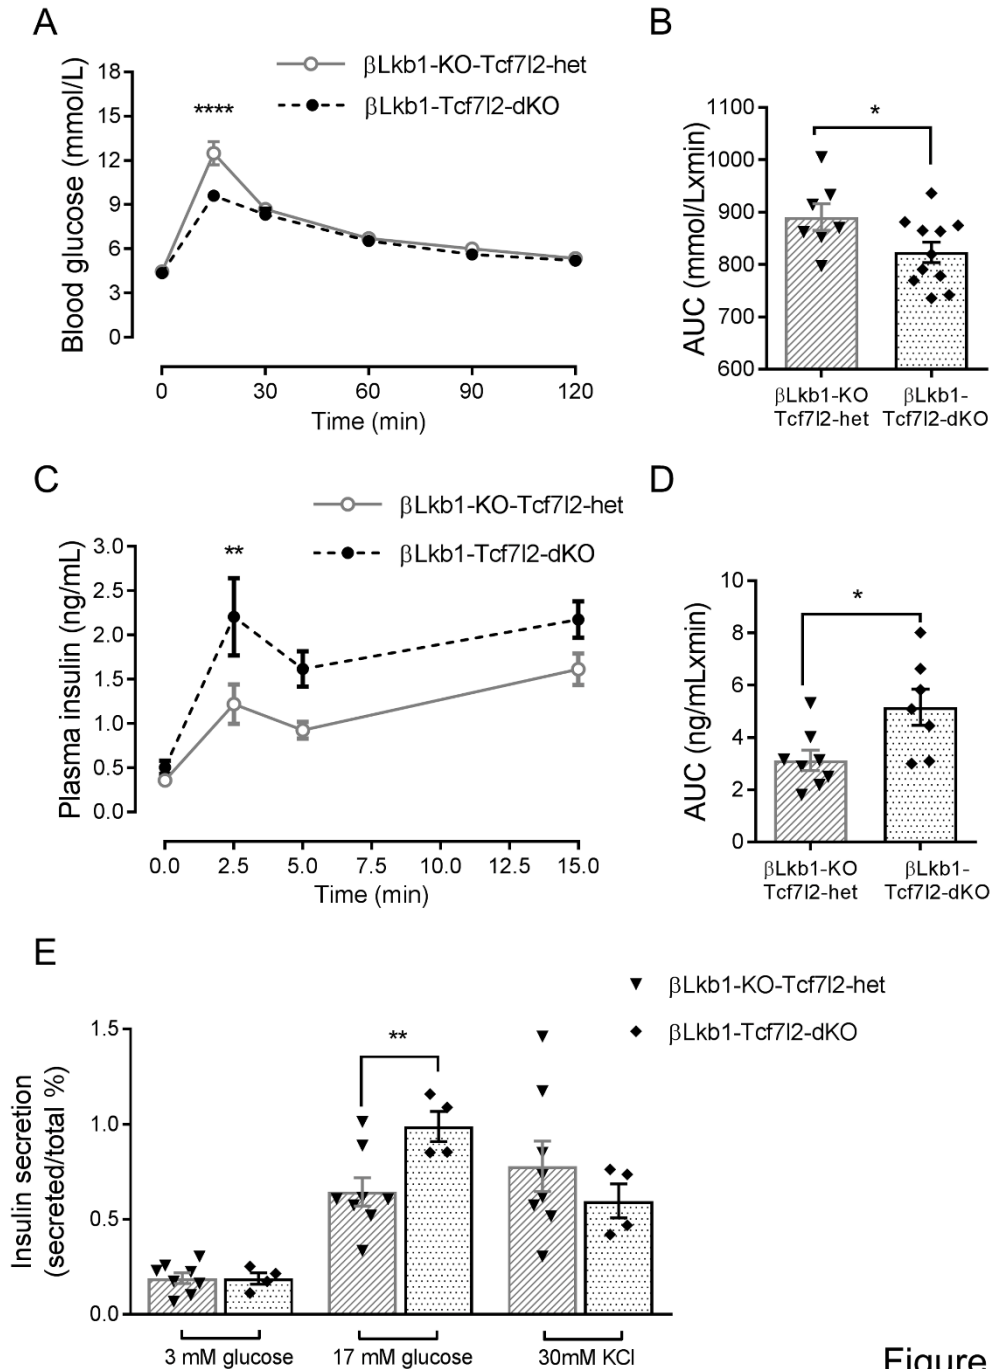 A
βLkb1-KO-Tcf7l2-het
βLkb1-Tcf7l2-dKO
Blood glucose (mmol/L)
18
15
12
9
6
3
0
****
0 30 60 90 120
Time (min)
B
AUC (mmol/Lxmin)
1100
1000
900
800
700
600
*
βLkb1-KO
Tcf7l2-het
βLkb1-
Tcf7l2-dKO
C
βLkb1-KO-Tcf7l2-het
βLkb1-Tcf7l2-dKO
Plasma insulin (ng/mL)
3.0
2.5
2.0
1.5
1.0
0.5
0.0
**
0.0 2.5 5.0 7.5 10.0 12.5 15.0
Time (min)
D
AUC (ng/mLxmin)
10
8
6
4
2
0
*
βLkb1-KO
Tcf7l2-het
βLkb1-
Tcf7l2-dKO
E
βLkb1-KO-Tcf7l2-het
βLkb1-Tcf7l2-dKO
Insulin secretion
(secreted/total %)
1.5
1.0
0.5
0.0
**
3 mM glucose 17 mM glucose 30mM KCl
Figure